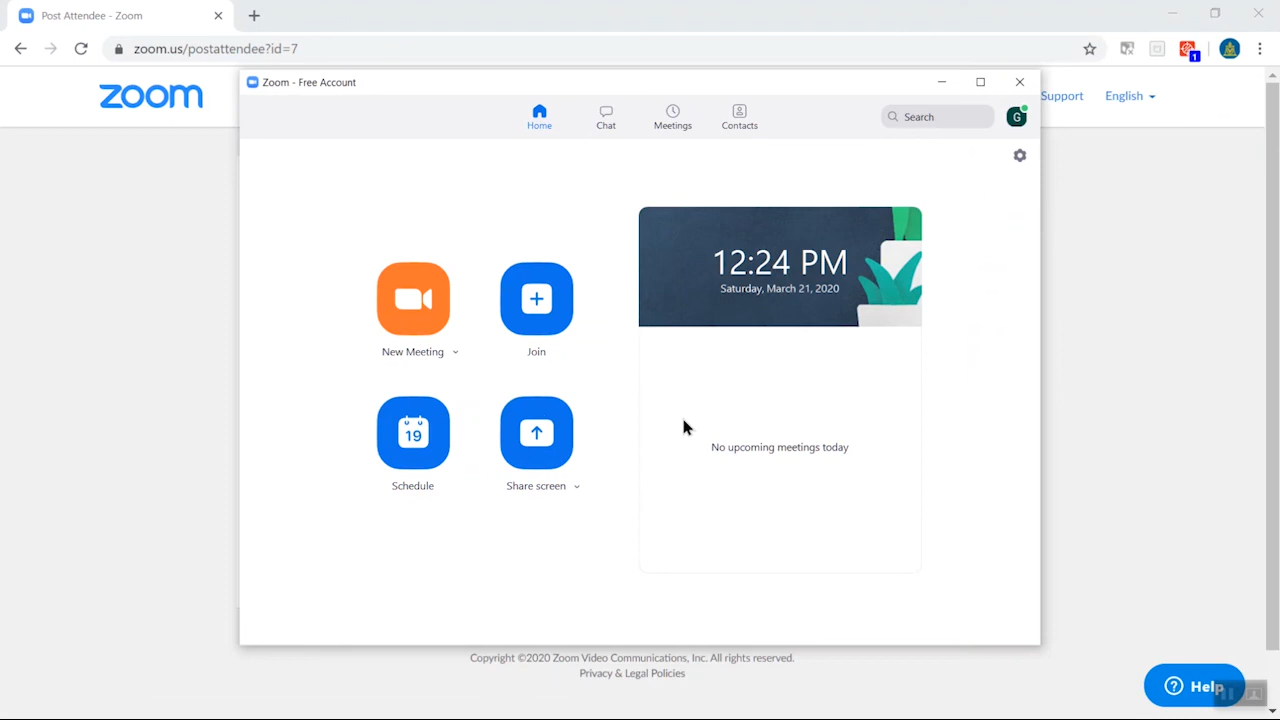 Post Attendee - Zoom
zoom.us/postattendee?id=7
1
zoom
Support
English
Zoom - Free Account
Home
Chat
Meetings
Contacts
Search
G
12:24 PM
Saturday, March 21, 2020
New Meeting
Join
19
Schedule
Share screen
No upcoming meetings today
Copyright ©2020 Zoom Video Communications, Inc. All rights reserved.
Privacy & Legal Policies
? Help